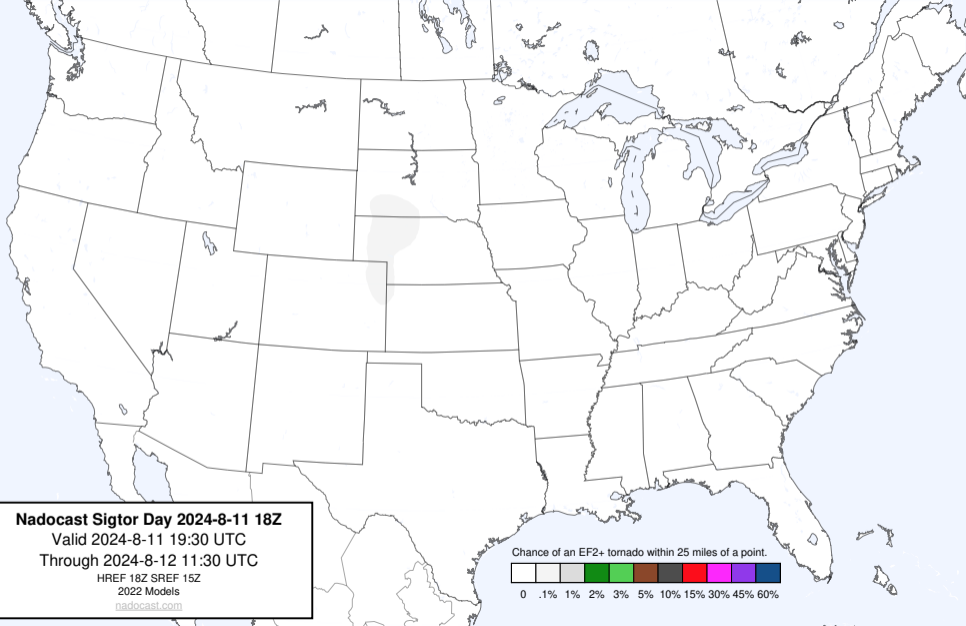 Nadocast Sigtor Day 2024-8-11 18Z
Valid 2024-8-11 19:30 UTC
Through 2024-8-12 11:30 UTC
HREF 18Z SREF 15Z
2022 Models
nadocast.com
Chance of an EF2+ tornado within 25 miles of a point.
0 .1% 1% 2% 3% 5% 10% 15% 30% 45% 60%